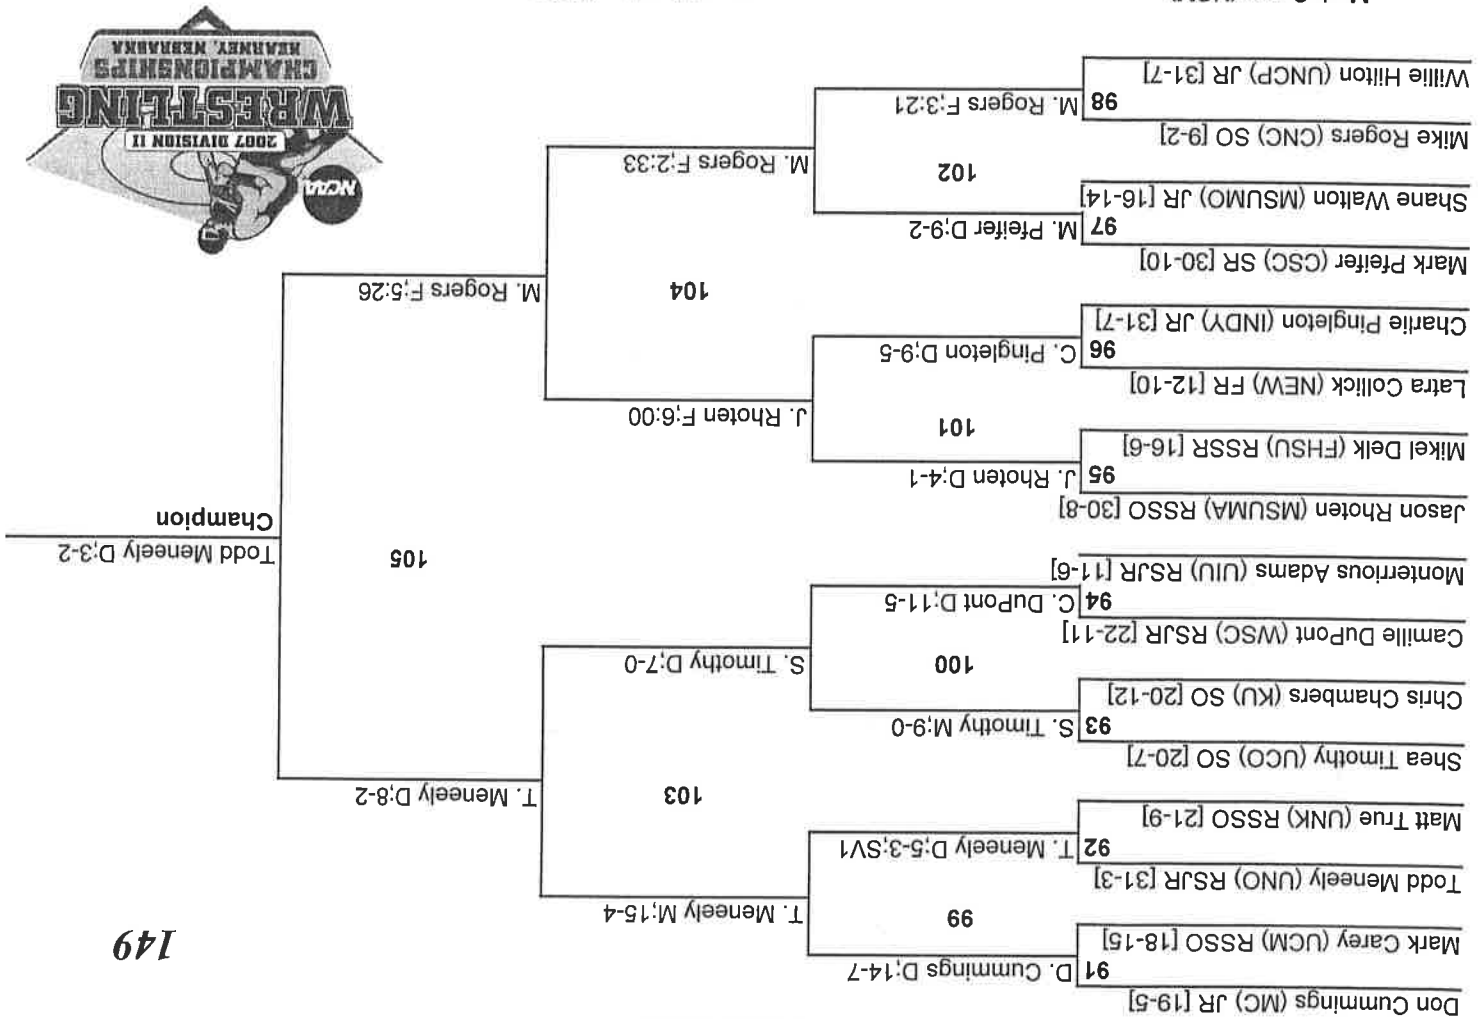 149
Don Cummings (MC) JR [19-5]
91
D. Cummings D;14-7
Mark Carey (UCM) RSSO [18-15]
99
T. Meneely M;15-4
Todd Meneely (UNO) RSJR [31-3]
92
T. Meneely D;5-3;SV1
Matt True (UNK) RSSO [21-9]
103
T. Meneely D;8-2
Shea Timothy (UCO) SO [20-7]
93
S. Timothy M;9-0
Chris Chambers (KU) SO [20-12]
100
S. Timothy D;7-0
Camille DuPont (WSC) RSJR [22-11]
94
C. DuPont D;11-5
Monterrious Adams (UIU) RSJR [11-6]
105
Todd Meneely D;3-2
Champion
Jason Rhoten (MSUMA) RSSO [30-8]
95
J. Rhoten D;4-1
Mikel Delk (FHSU) RSSR [16-6]
101
J. Rhoten F;6:00
Latra Collick (NEW) FR [12-10]
96
C. Pingleton D;9-5
Charlie Pingleton (INDY) JR [31-7]
104
M. Rogers F;5:26
Mark Pfeifer (CSC) SR [30-10]
97
M. Pfeifer D;9-2
Shane Walton (MSUMO) JR [16-14]
102
M. Rogers F;2:33
Mike Rogers (CNC) SO [9-2]
98
M. Rogers F;3:21
Willie Hilton (UNCP) JR [31-7]
NCAA
2007 DIVISION II
WRESTLING
CHAMPIONSHIPS
KEARNEY, NEBRASKA